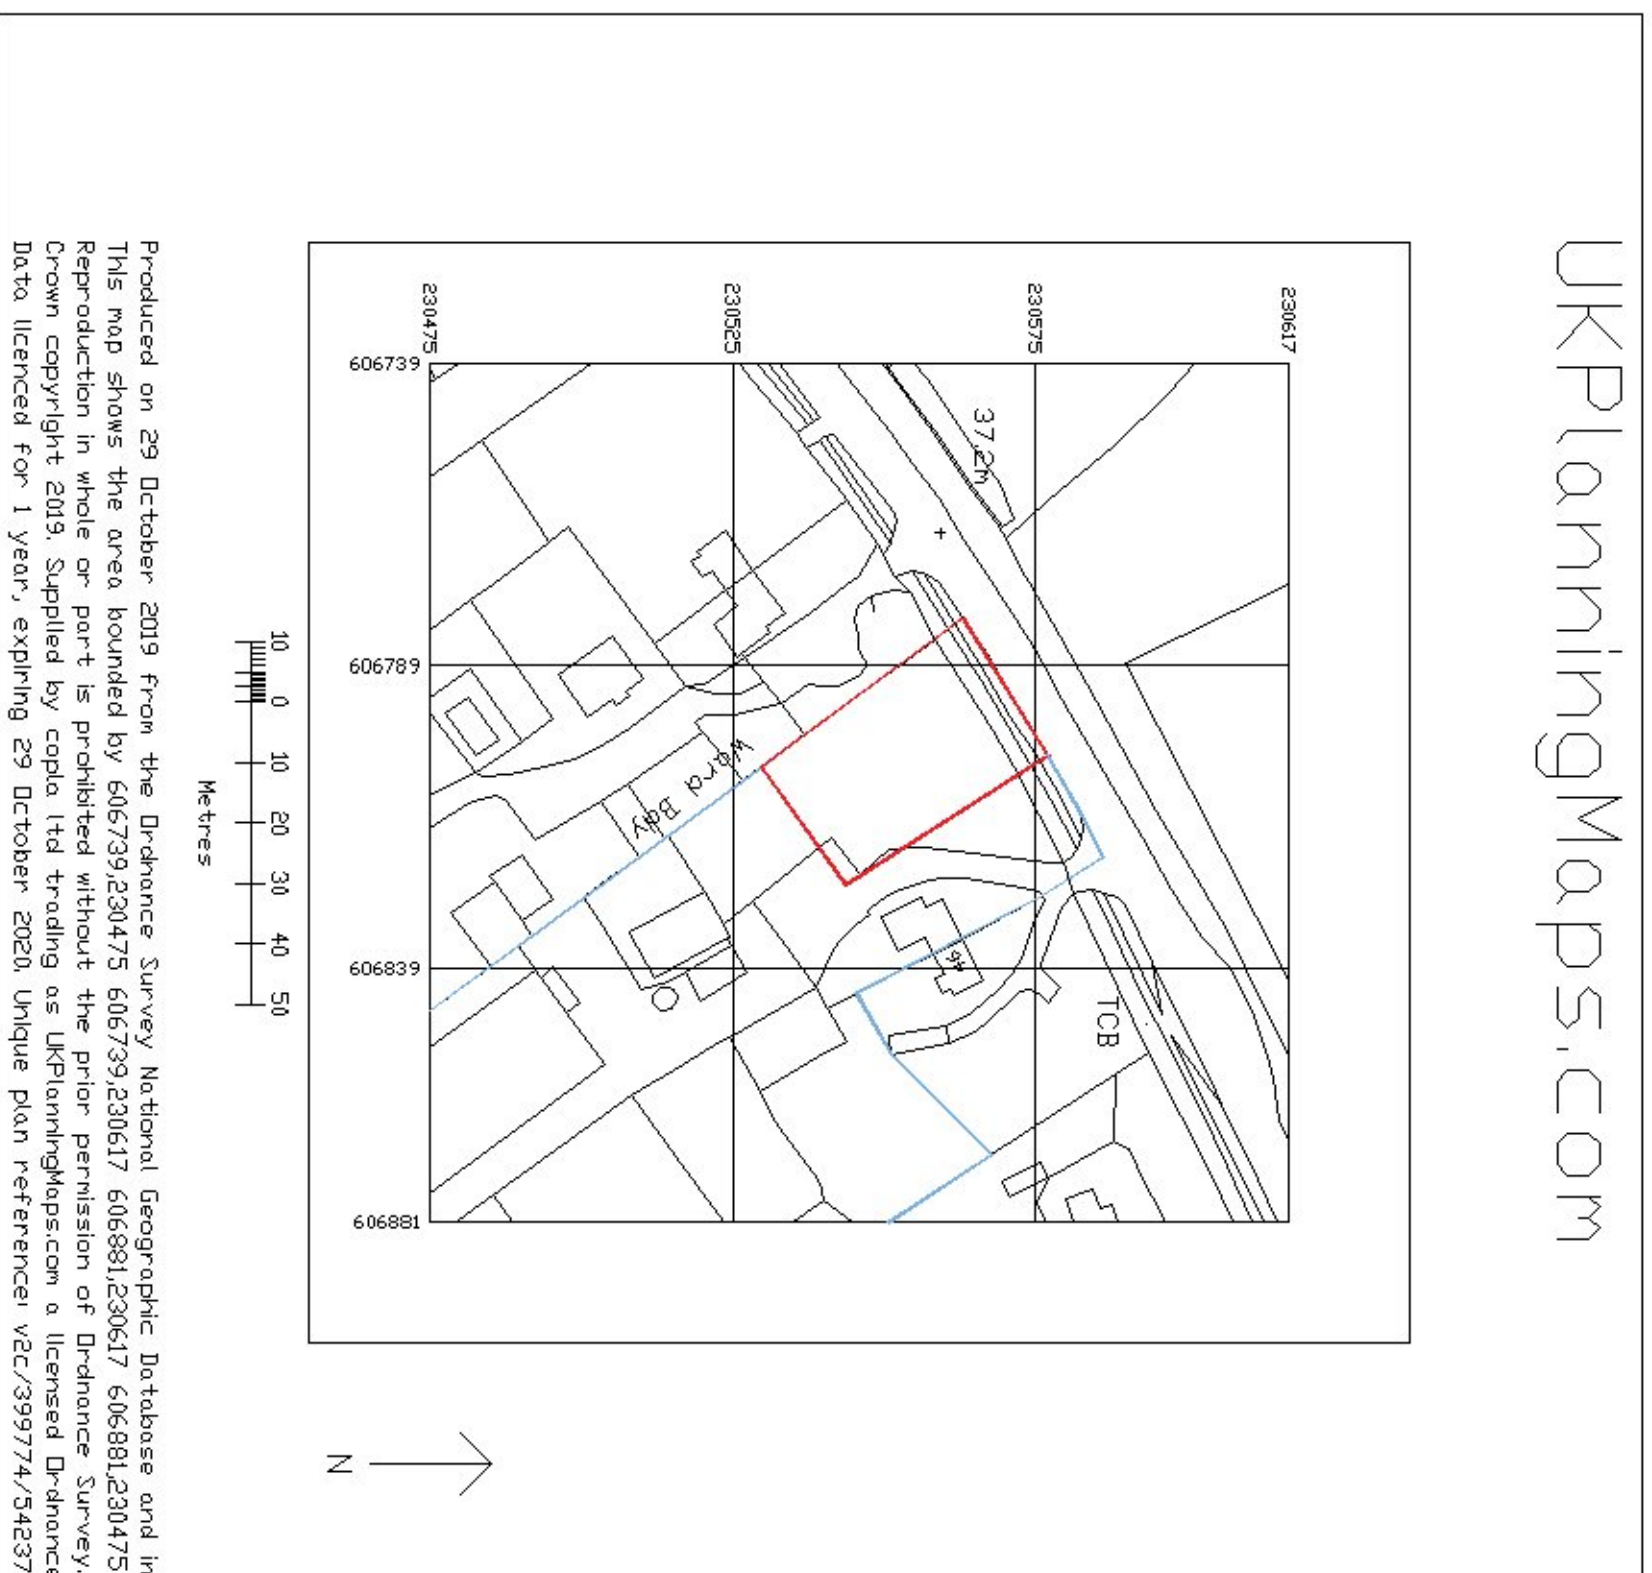 UKPlanningMaps.com
230617
230575
230525
230475
606739
606789
606839
606881
37.2m
Ward Bdy
46
TCB
N
10 0 10 20 30 40 50
Metres
Produced on 29 October 2019 from the Ordnance Survey National Geographic Database and in
This map shows the area bounded by 606739,230475 606739,230617 606881,230617 606881,230475
Reproduction in whole or part is prohibited without the prior permission of Ordnance Survey.
Crown copyright 2019. Supplied by copla ltd trading as UKPlanningMaps.com a licensed Ordnance
Data licenced for 1 year, expiring 29 October 2020. Unique plan reference: v2c/399774/54237